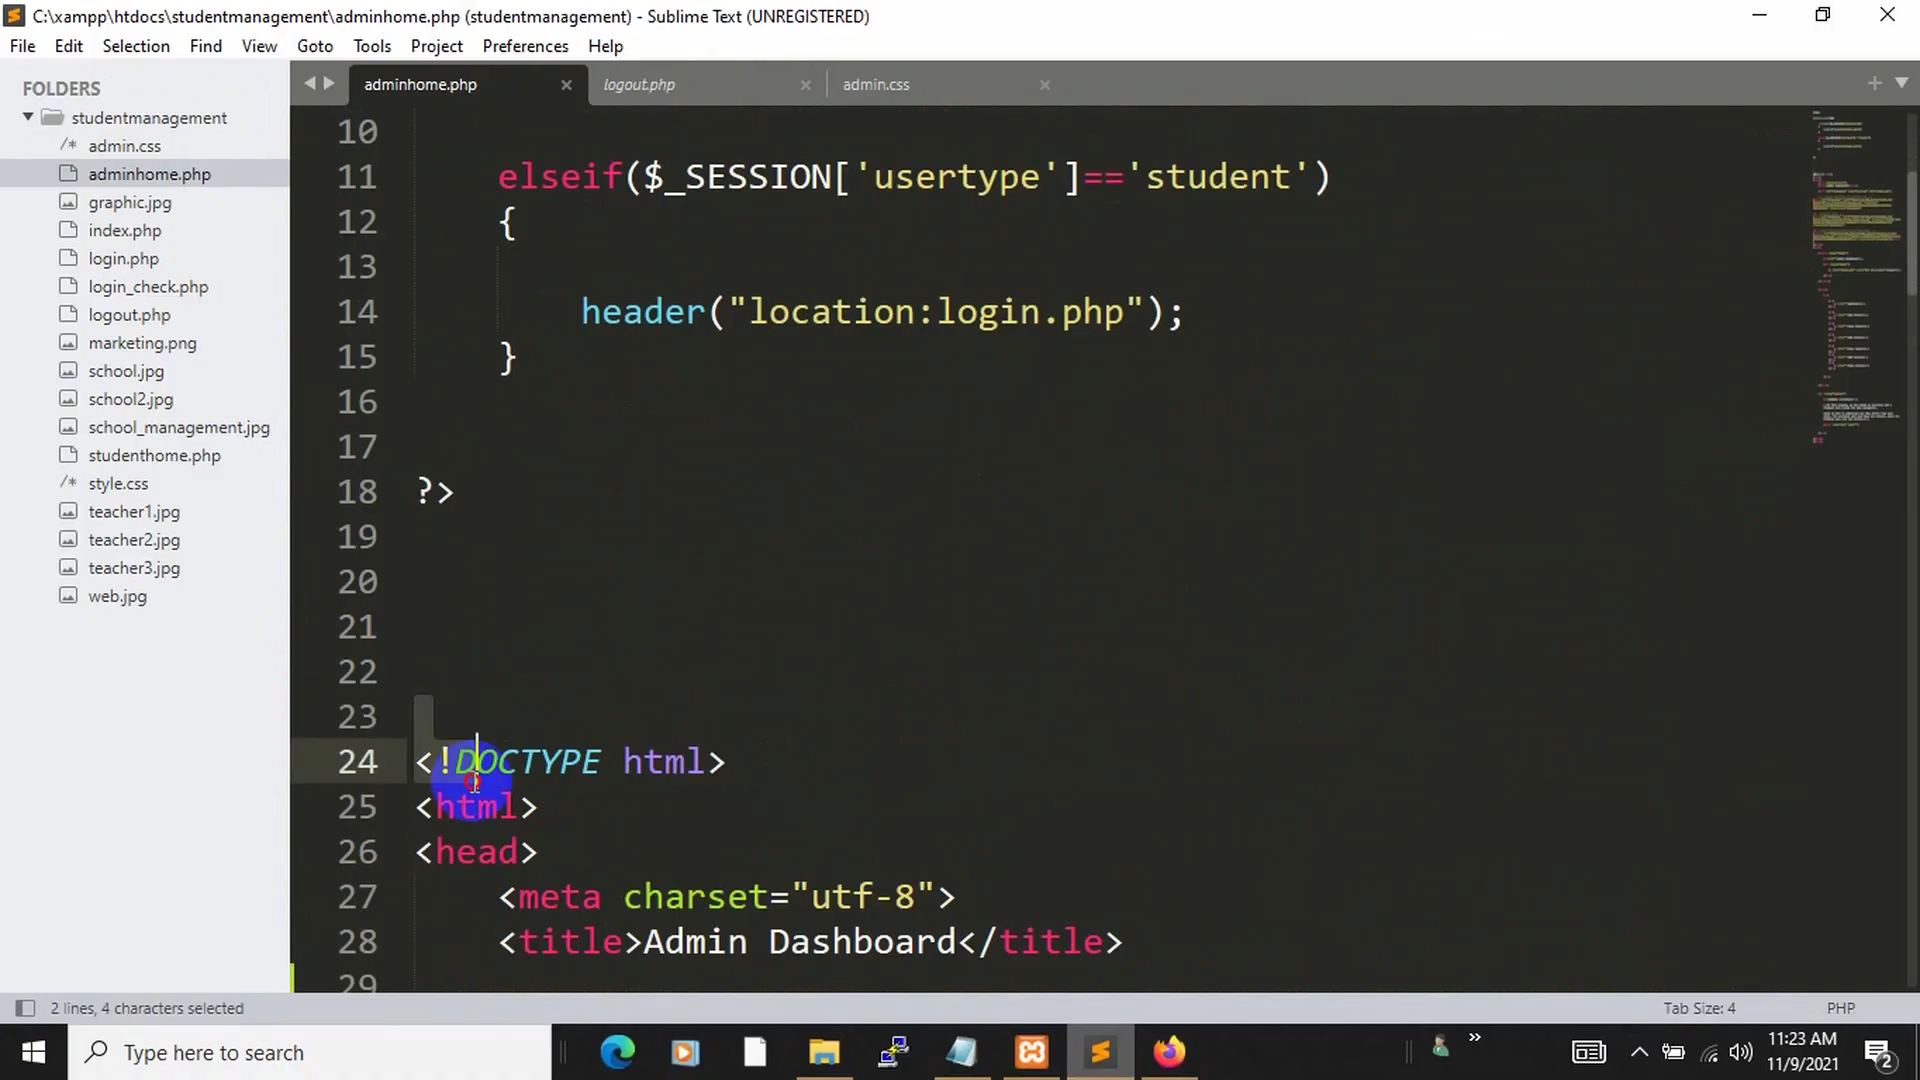 C:\xampp\htdocs\studentmanagement\adminhome.php (studentmanagement) - Sublime Text (UNREGISTERED)
File Edit Selection Find View Goto Tools Project Preferences Help
FOLDERS
studentmanagement
/* admin.css
adminhome.php
graphic.jpg
index.php
login.php
login_check.php
logout.php
marketing.png
school.jpg
school2.jpg
school_management.jpg
studenthome.php
/* style.css
teacher1.jpg
teacher2.jpg
teacher3.jpg
web.jpg
adminhome.php logout.php admin.css
10
11 elseif($_SESSION['usertype']=='student')
12 {
13
14 header("location:login.php");
15 }
16
17
18 ?>
19
20
21
22
23
24 <!DOCTYPE html>
25 <html>
26 <head>
27 <meta charset="utf-8">
28 <title>Admin Dashboard</title>
29
2 lines, 4 characters selected Tab Size: 4 PHP
Type here to search
11:23 AM
11/9/2021
2